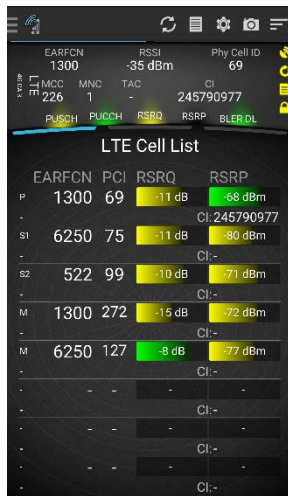 EARFCN RSSI Phy Cell ID
1300 -35 dBm 69
4G CA 3 LTE
MCC MNC TAC CI
226 1 - 245790977
PUSCH PUCCH RSRQ RSRP BLER DL
LTE Cell List
EARFCN PCI RSRQ RSRP
P 1300 69 -11 dB -68 dBm
- CI:245790977
S1 6250 75 -11 dB -80 dBm
- CI:-
S2 522 99 -10 dB -71 dBm
- CI:-
M 1300 272 -15 dB -72 dBm
- CI:-
M 6250 127 -8 dB -77 dBm
- CI:-
- - - - -
- CI:-
- - - - -
- CI:-
- - - - -
- CI:-